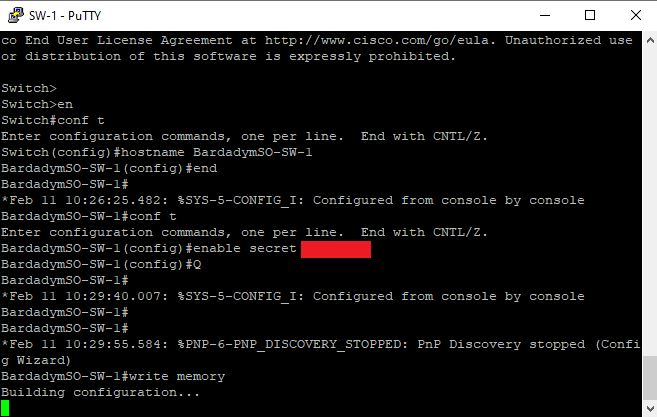 SW-1 - PuTTY
co End User License Agreement at http://www.cisco.com/go/eula. Unauthorized use
or distribution of this software is expressly prohibited.
Switch>
Switch>en
Switch#conf t
Enter configuration commands, one per line.  End with CNTL/Z.
Switch(config)#hostname BardadymSO-SW-1
BardadymSO-SW-1(config)#end
BardadymSO-SW-1#
*Feb 11 10:26:25.482: %SYS-5-CONFIG_I: Configured from console by console
BardadymSO-SW-1#conf t
Enter configuration commands, one per line.  End with CNTL/Z.
BardadymSO-SW-1(config)#enable secret
BardadymSO-SW-1(config)#Q
BardadymSO-SW-1#
*Feb 11 10:29:40.007: %SYS-5-CONFIG_I: Configured from console by console
BardadymSO-SW-1#
BardadymSO-SW-1#
*Feb 11 10:29:55.584: %PNP-6-PNP_DISCOVERY_STOPPED: PnP Discovery stopped (Confi
g Wizard)
BardadymSO-SW-1#write memory
Building configuration...